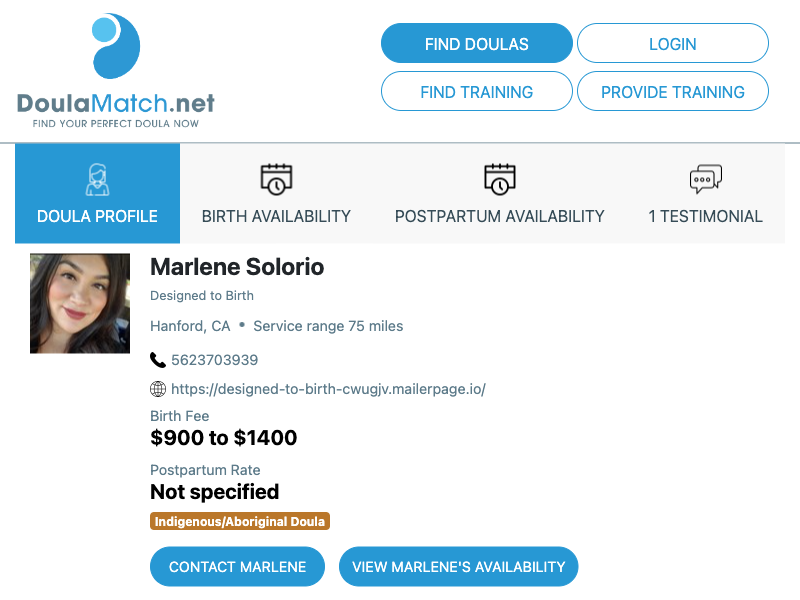 DoulaMatch.net
FIND YOUR PERFECT DOULA NOW
FIND DOULAS
LOGIN
FIND TRAINING
PROVIDE TRAINING
DOULA PROFILE
BIRTH AVAILABILITY
POSTPARTUM AVAILABILITY
1 TESTIMONIAL
Marlene Solorio
Designed to Birth
Hanford, CA • Service range 75 miles
5623703939
https://designed-to-birth-cwugjv.mailerpage.io/
Birth Fee
$900 to $1400
Postpartum Rate
Not specified
Indigenous/Aboriginal Doula
CONTACT MARLENE
VIEW MARLENE'S AVAILABILITY